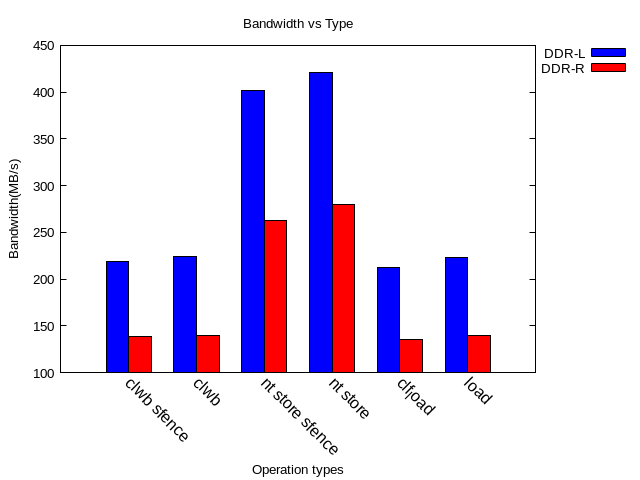 Bandwidth vs Type
DDR-L
DDR-R
450
400
350
300
250
200
150
100
Bandwidth(MB/s)
clwb sfence
clwb
nt store sfence
nt store
clf_load
load
Operation types